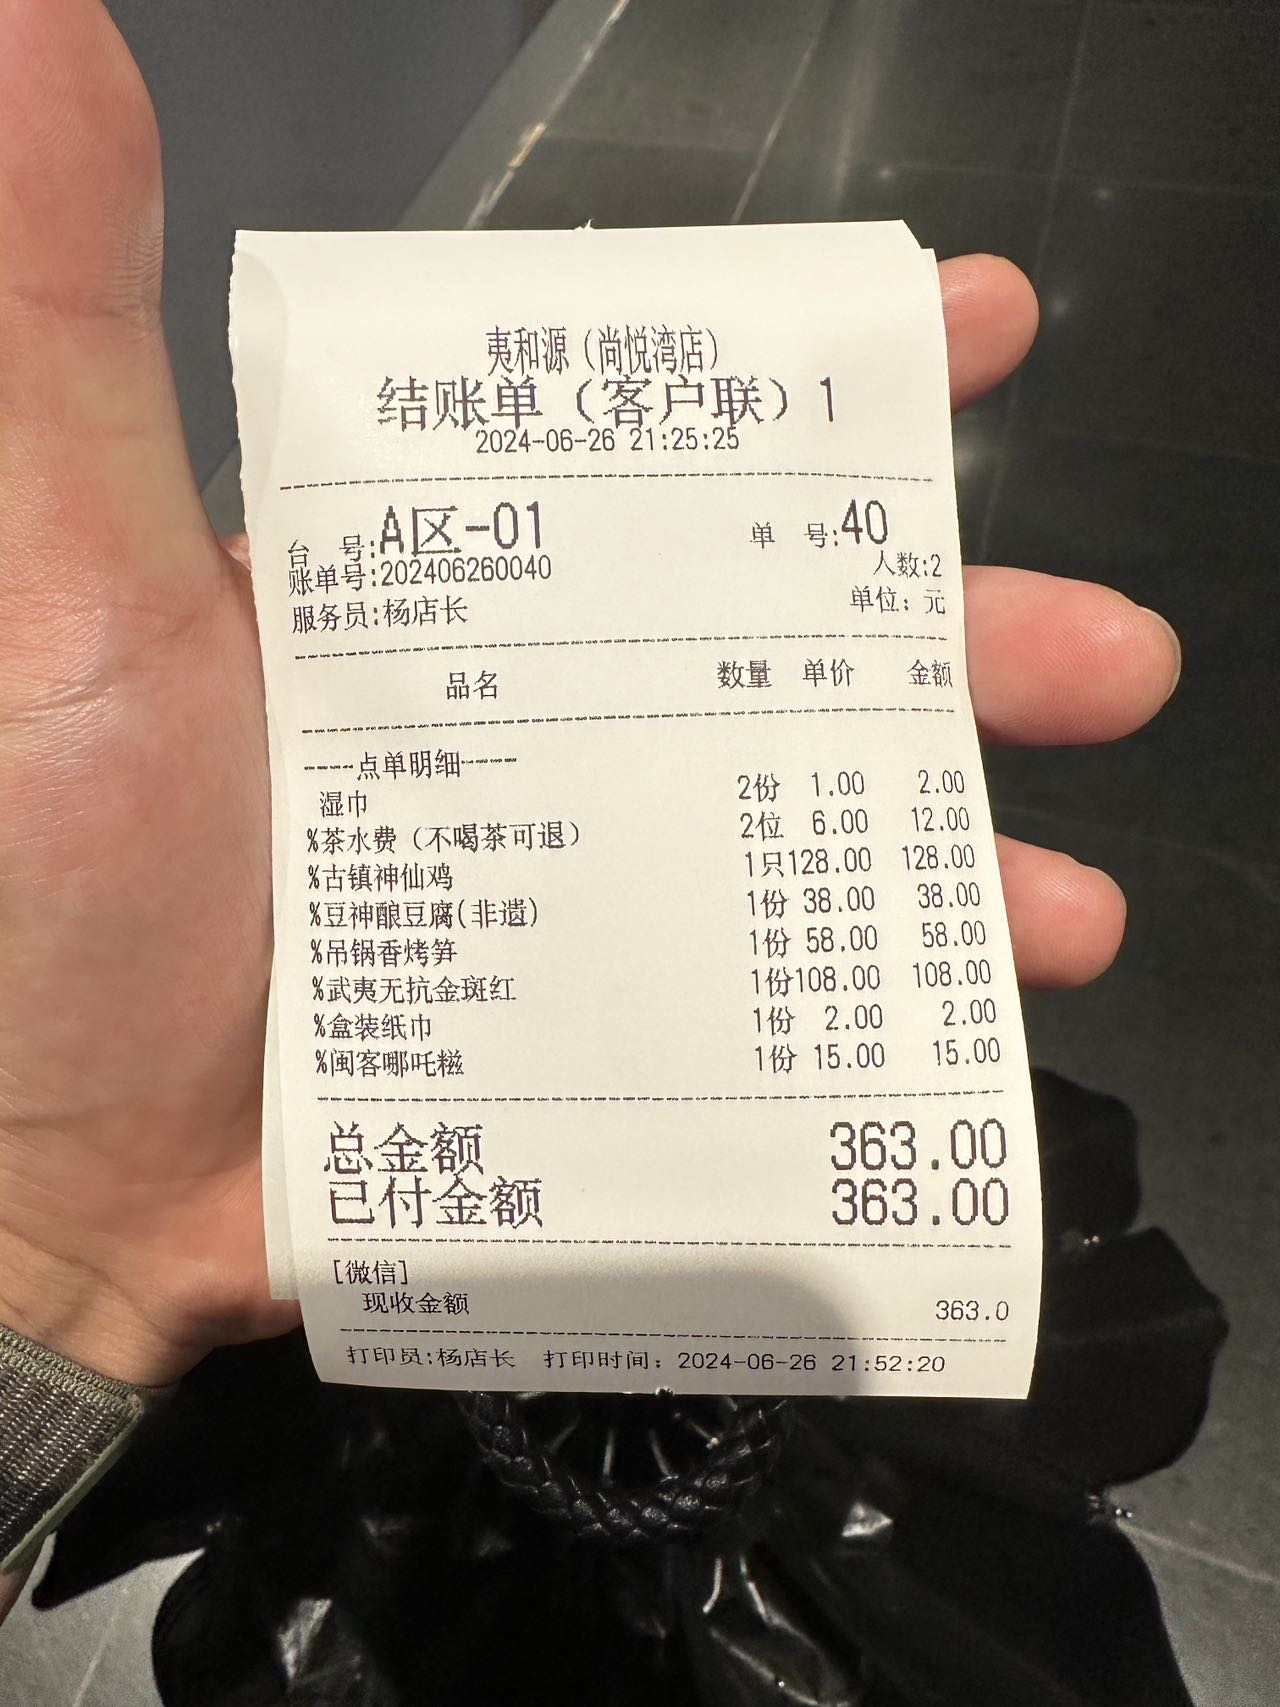 夷和源（尚悦湾店）
结账单（客户联）1
2024-06-26 21:25:25
台 号:A区-01 单 号:40
账单号:202406260040 人数:2
服务员:杨店长 单位：元
品名 数量 单价 金额
----点单明细----
湿巾 2份 1.00 2.00
%茶水费（不喝茶可退） 2位 6.00 12.00
%古镇神仙鸡 1只128.00 128.00
%豆神酿豆腐(非遗) 1份 38.00 38.00
%吊锅香烤笋 1份 58.00 58.00
%武夷无抗金斑红 1份108.00 108.00
%盒装纸巾 1份 2.00 2.00
%闽客哪吒糍 1份 15.00 15.00
总金额 363.00
已付金额 363.00
[微信]
现收金额 363.0
打印员:杨店长 打印时间：2024-06-26 21:52:20